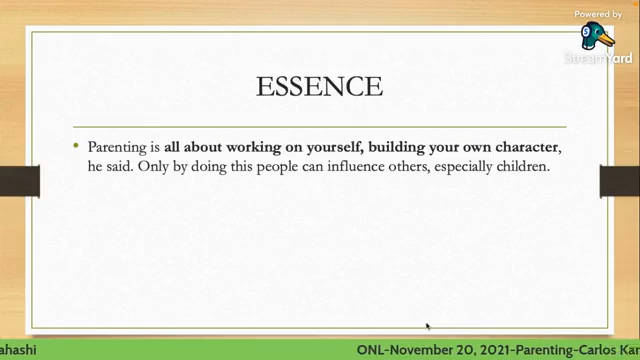 Powered by
StreamYard
ESSENCE
• Parenting is all about working on yourself, building your own character,
he said. Only by doing this people can influence others, especially children.
ahashi
ONL-November 20, 2021-Parenting-Carlos Kar